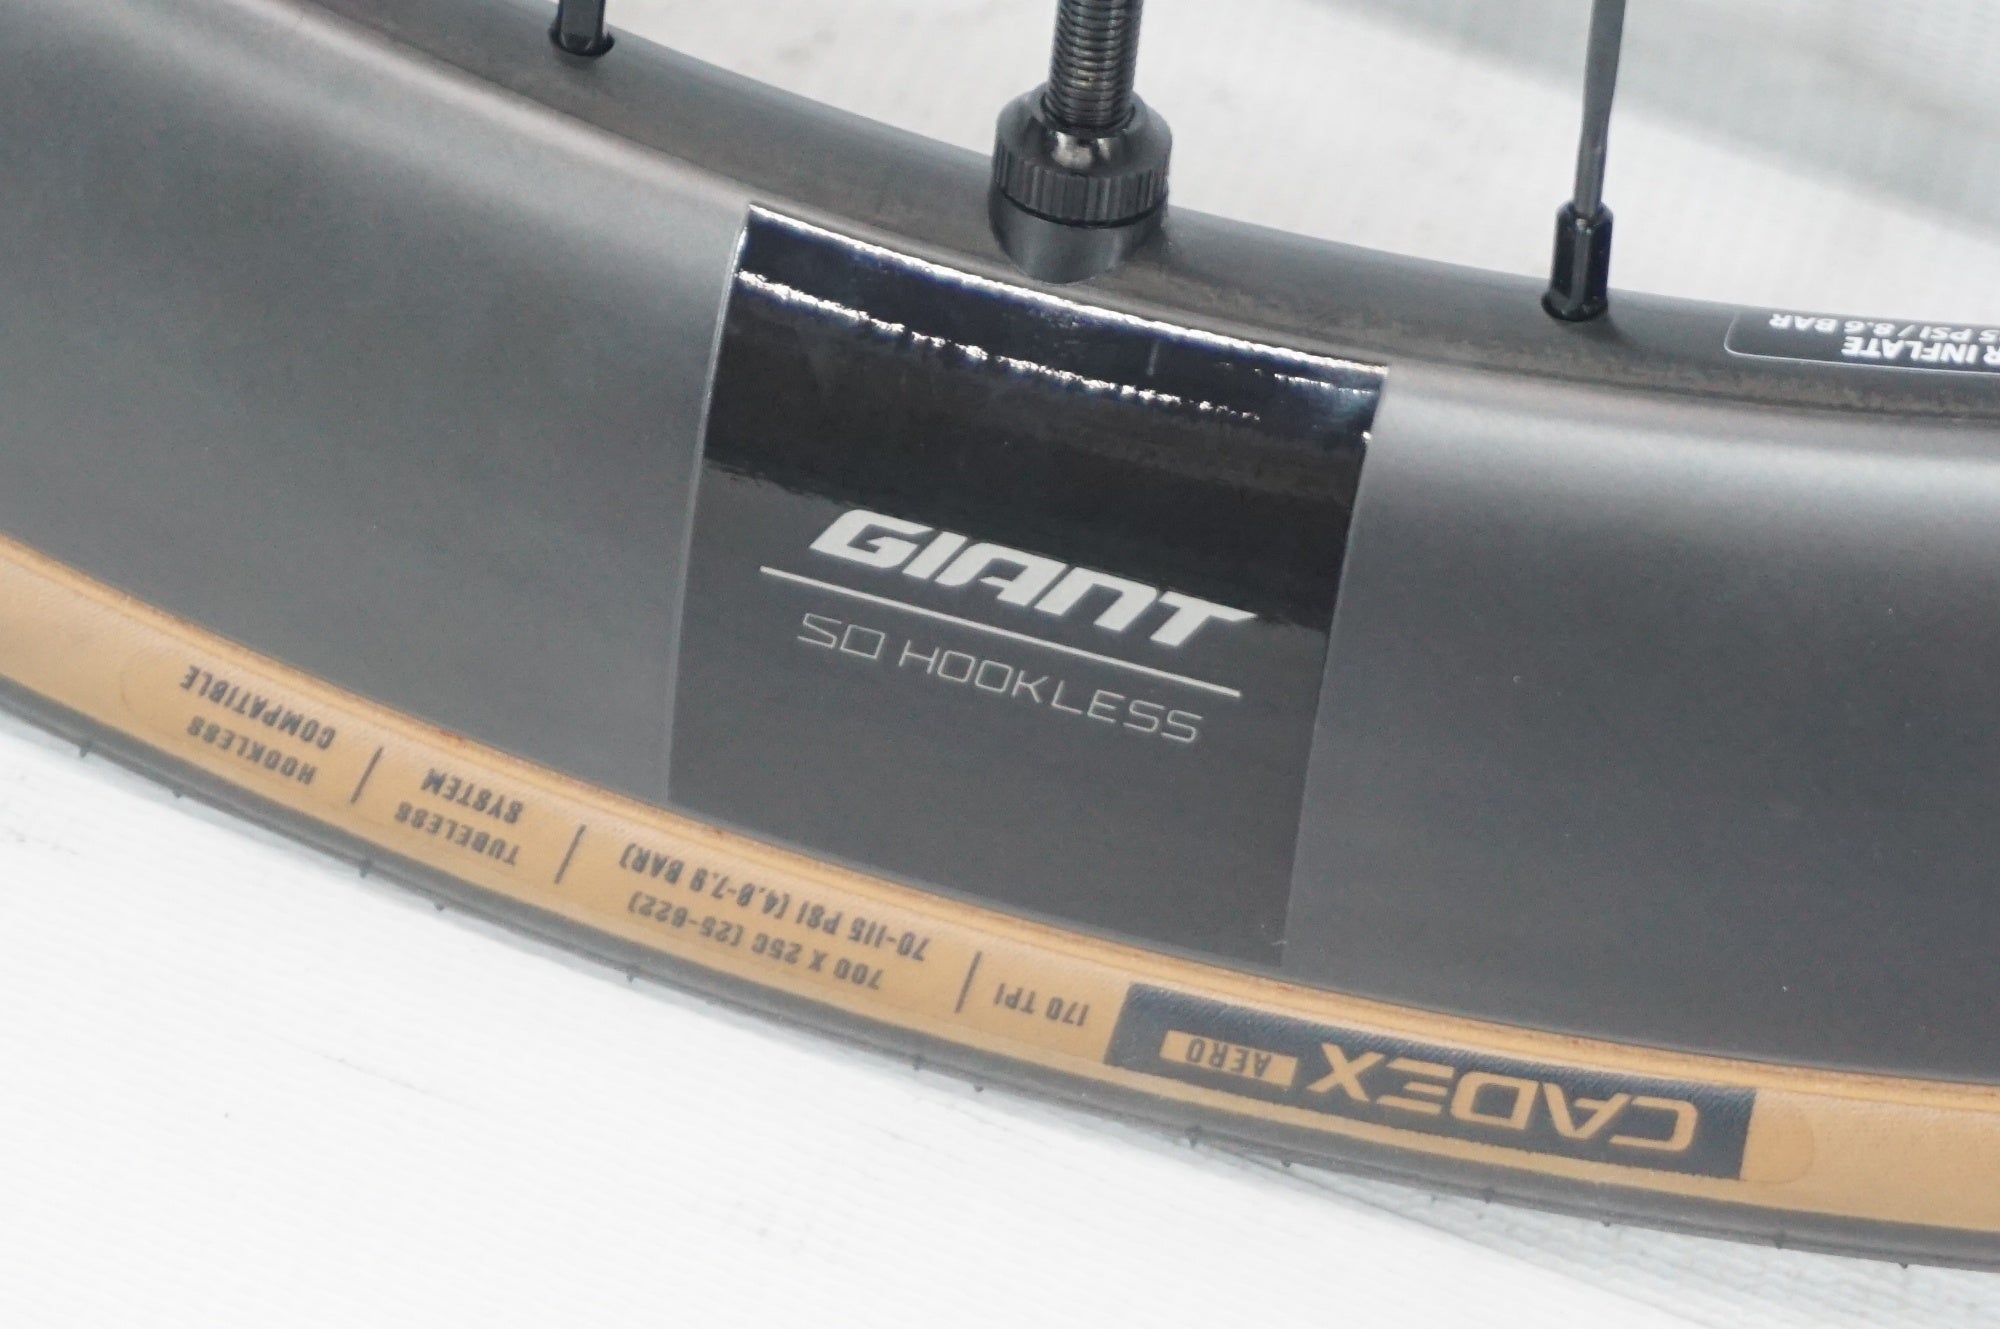 GIANT
50 HOOKLESS
R INFLATE
5 PSI / 8.6 BAR
CADEX AERO
170 TPI
700 X 25C (25-622)
70-115 PSI (4.8-7.9 BAR)
TUBELESS
SYSTEM
HOOKLESS
COMPATIBLE